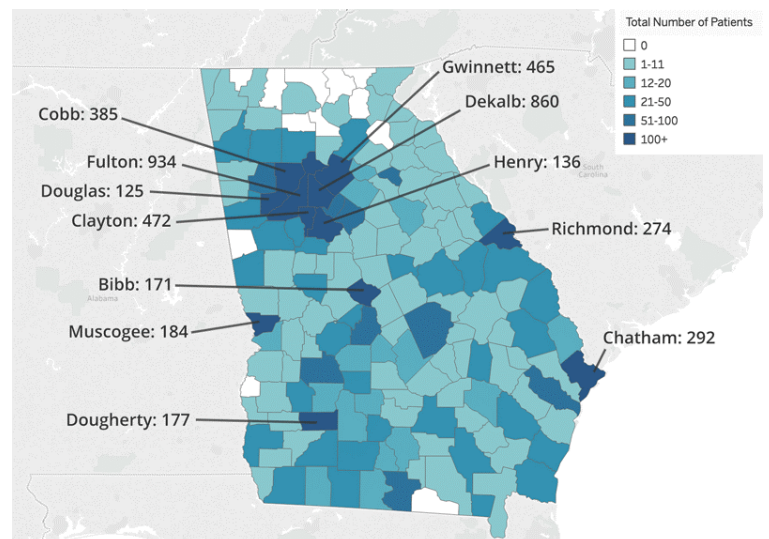 Total Number of Patients
0
1-11
12-20
21-50
51-100
100+
Gwinnett: 465
Dekalb: 860
Cobb: 385
Fulton: 934
Henry: 136
South
Carolina
Douglas: 125
Clayton: 472
Richmond: 274
Bibb: 171
Alabama
Muscogee: 184
Chatham: 292
Dougherty: 177